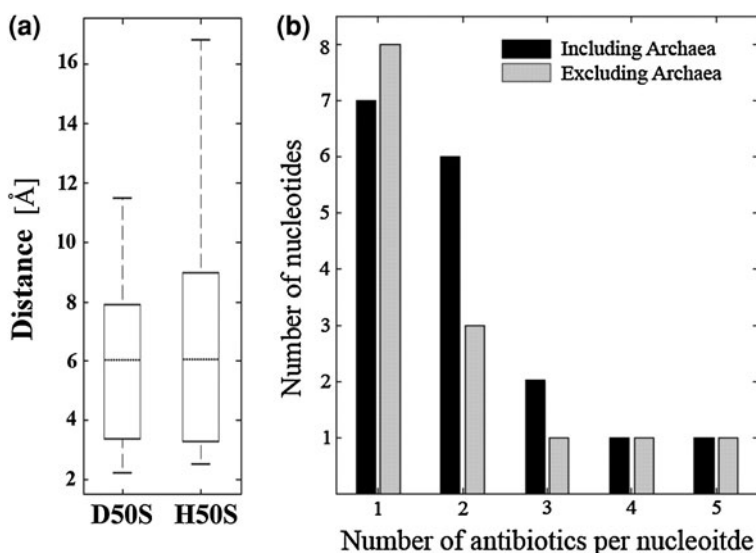 (a)
Distance [Å]
16
14
12
10
8
6
4
2
D50S H50S
(b)
Including Archaea
Excluding Archaea
Number of nucleotides
8
7
6
5
4
3
2
1
1 2 3 4 5
Number of antibiotics per nucleoitde